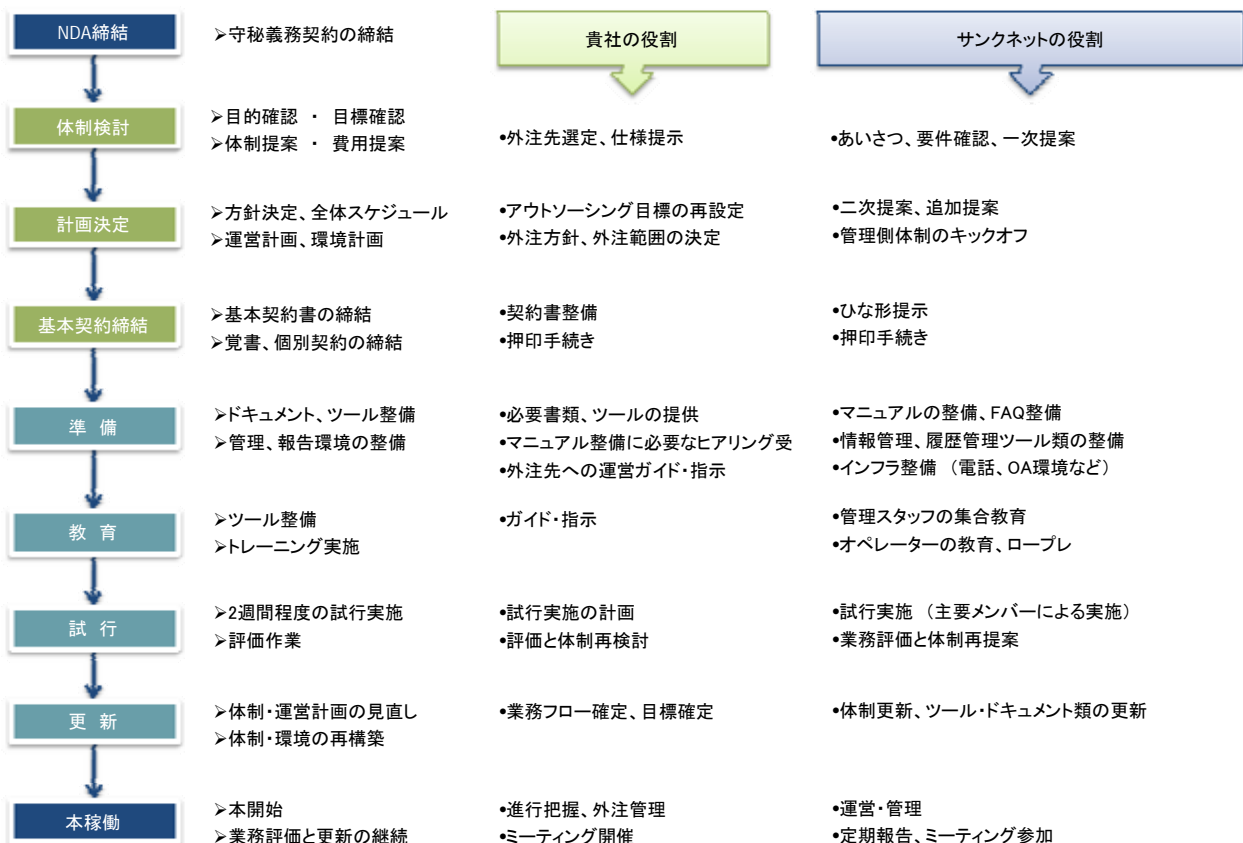 NDA締結
➢守秘義務契約の締結
貴社の役割
サンクネットの役割
体制検討
➢目的確認 ・ 目標確認
➢体制提案 ・ 費用提案
•外注先選定、仕様提示
•あいさつ、要件確認、一次提案
計画決定
➢方針決定、全体スケジュール
➢運営計画、環境計画
•アウトソーシング目標の再設定
•外注方針、外注範囲の決定
•二次提案、追加提案
•管理側体制のキックオフ
基本契約締結
➢基本契約書の締結
➢覚書、個別契約の締結
•契約書整備
•押印手続き
•ひな形提示
•押印手続き
準 備
➢ドキュメント、ツール整備
➢管理、報告環境の整備
•必要書類、ツールの提供
•マニュアル整備に必要なヒアリング受
•外注先への運営ガイド・指示
•マニュアルの整備、FAQ整備
•情報管理、履歴管理ツール類の整備
•インフラ整備 （電話、OA環境など）
教 育
➢ツール整備
➢トレーニング実施
•ガイド・指示
•管理スタッフの集合教育
•オペレーターの教育、ロープレ
試 行
➢2週間程度の試行実施
➢評価作業
•試行実施の計画
•評価と体制再検討
•試行実施 （主要メンバーによる実施）
•業務評価と体制再提案
更 新
➢体制・運営計画の見直し
➢体制・環境の再構築
•業務フロー確定、目標確定
•体制更新、ツール・ドキュメント類の更新
本稼働
➢本開始
➢業務評価と更新の継続
•進行把握、外注管理
•ミーティング開催
•運営・管理
•定期報告、ミーティング参加